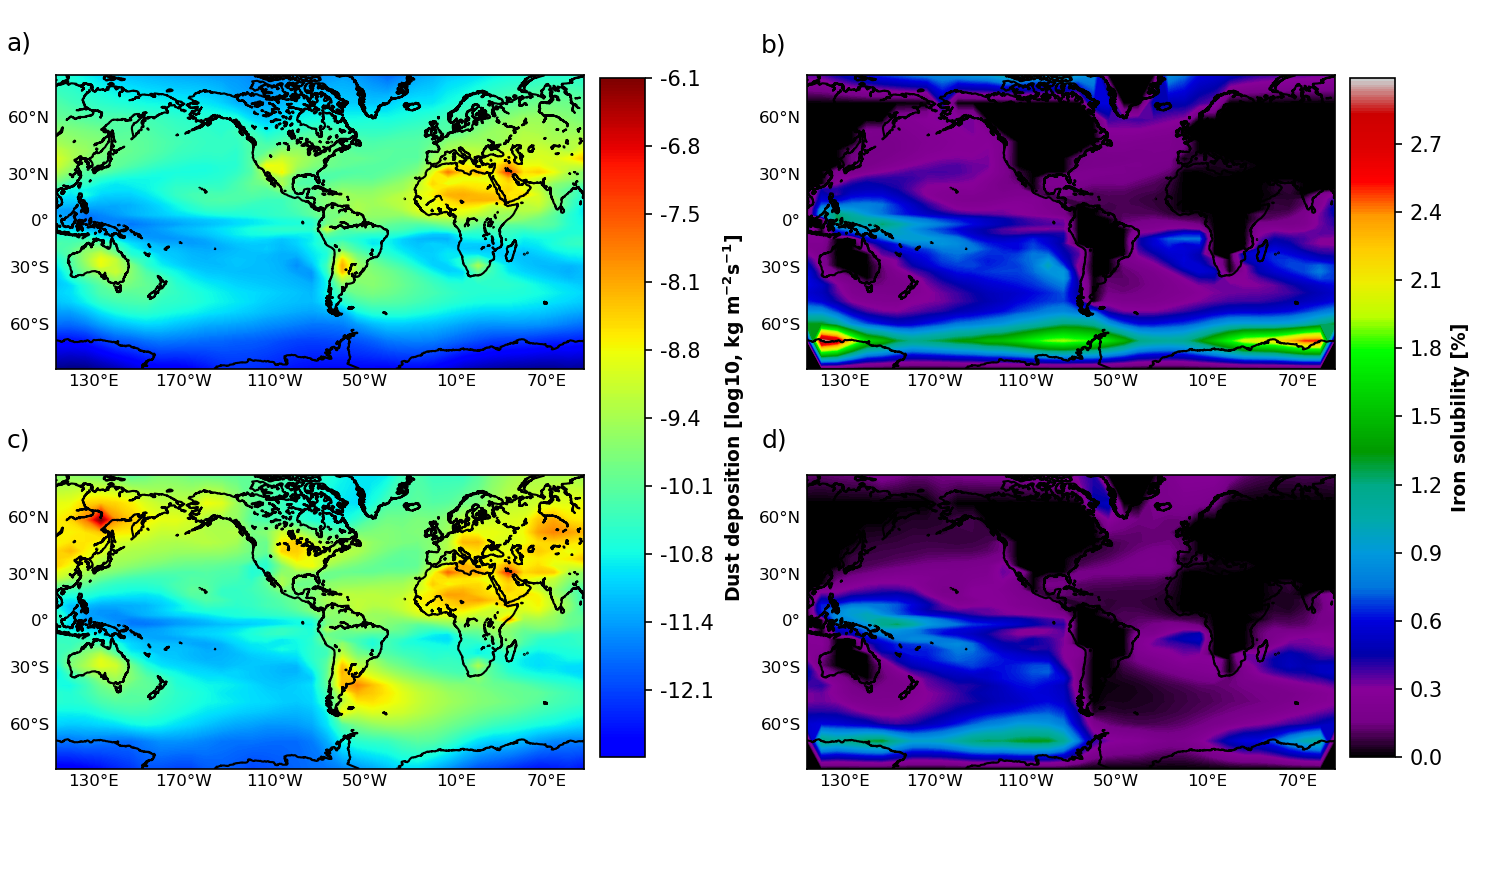 a)
60°N
30°N
0°
30°S
60°S
130°E 170°W 110°W 50°W 10°E 70°E
-6.1
-6.8
-7.5
-8.1
-8.8
-9.4
-10.1
-10.8
-11.4
-12.1
Dust deposition [log10, kg m⁻²s⁻¹]
b)
60°N
30°N
0°
30°S
60°S
130°E 170°W 110°W 50°W 10°E 70°E
2.7
2.4
2.1
1.8
1.5
1.2
0.9
0.6
0.3
0.0
Iron solubility [%]
c)
60°N
30°N
0°
30°S
60°S
130°E 170°W 110°W 50°W 10°E 70°E
d)
60°N
30°N
0°
30°S
60°S
130°E 170°W 110°W 50°W 10°E 70°E